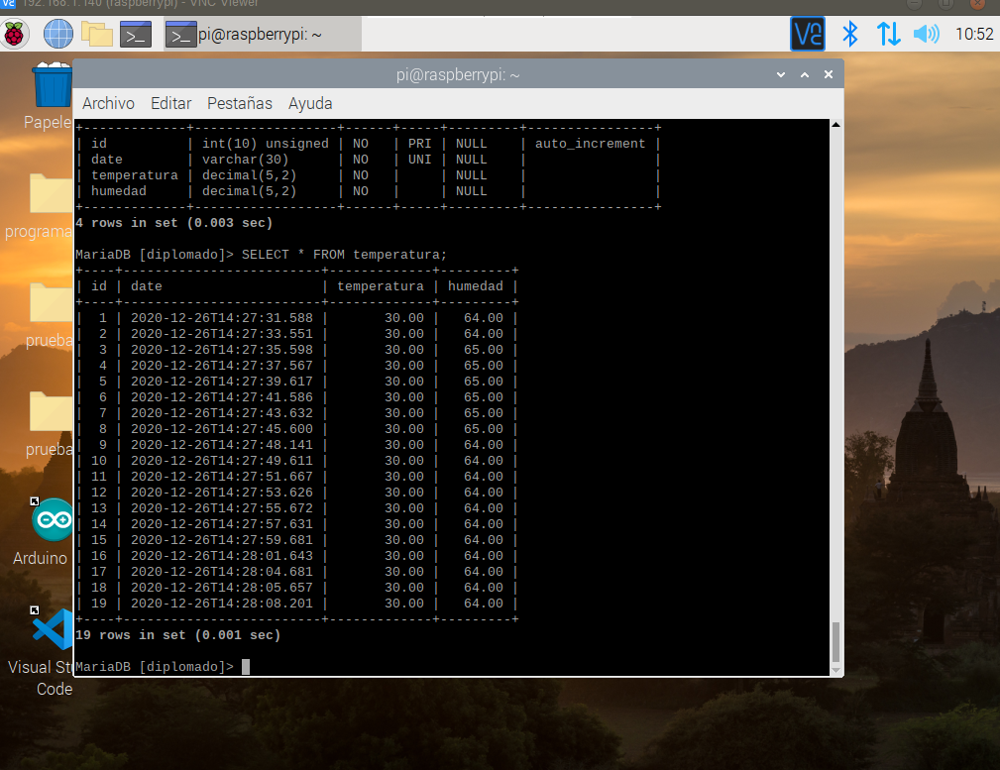 192.168.1.140 (raspberrypi) - VNC Viewer
pi@raspberrypi: ~
10:52
pi@raspberrypi: ~
Archivo Editar Pestañas Ayuda
Papele
programa
prueba
prueba
Arduino
Visual St
Code
+-------------+------------------+------+-----+---------+----------------+
| id          | int(10) unsigned | NO   | PRI | NULL    | auto_increment |
| date        | varchar(30)      | NO   | UNI | NULL    |                |
| temperatura | decimal(5,2)     | NO   |     | NULL    |                |
| humedad     | decimal(5,2)     | NO   |     | NULL    |                |
+-------------+------------------+------+-----+---------+----------------+
4 rows in set (0.003 sec)
MariaDB [diplomado]> SELECT * FROM temperatura;
+----+-------------------------+-------------+---------+
| id | date                    | temperatura | humedad |
+----+-------------------------+-------------+---------+
|  1 | 2020-12-26T14:27:31.588 |       30.00 |   64.00 |
|  2 | 2020-12-26T14:27:33.551 |       30.00 |   64.00 |
|  3 | 2020-12-26T14:27:35.598 |       30.00 |   65.00 |
|  4 | 2020-12-26T14:27:37.567 |       30.00 |   65.00 |
|  5 | 2020-12-26T14:27:39.617 |       30.00 |   65.00 |
|  6 | 2020-12-26T14:27:41.586 |       30.00 |   65.00 |
|  7 | 2020-12-26T14:27:43.632 |       30.00 |   65.00 |
|  8 | 2020-12-26T14:27:45.600 |       30.00 |   65.00 |
|  9 | 2020-12-26T14:27:48.141 |       30.00 |   64.00 |
| 10 | 2020-12-26T14:27:49.611 |       30.00 |   64.00 |
| 11 | 2020-12-26T14:27:51.667 |       30.00 |   64.00 |
| 12 | 2020-12-26T14:27:53.626 |       30.00 |   64.00 |
| 13 | 2020-12-26T14:27:55.672 |       30.00 |   64.00 |
| 14 | 2020-12-26T14:27:57.631 |       30.00 |   64.00 |
| 15 | 2020-12-26T14:27:59.681 |       30.00 |   64.00 |
| 16 | 2020-12-26T14:28:01.643 |       30.00 |   64.00 |
| 17 | 2020-12-26T14:28:04.681 |       30.00 |   64.00 |
| 18 | 2020-12-26T14:28:05.657 |       30.00 |   64.00 |
| 19 | 2020-12-26T14:28:08.201 |       30.00 |   64.00 |
+----+-------------------------+-------------+---------+
19 rows in set (0.001 sec)
MariaDB [diplomado]>